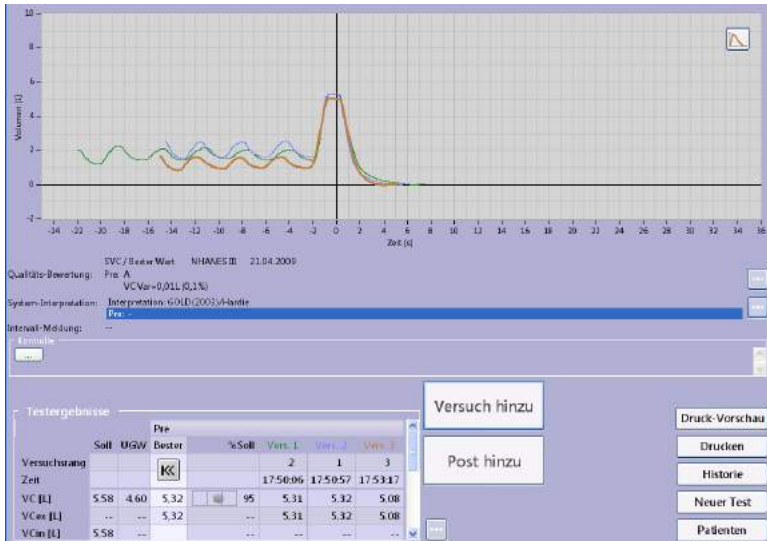 10
8
6
4
2
0
-2
Volumen [L]
-24 -22 -20 -18 -16 -14 -12 -10 -8 -6 -4 -2 0 2 4 6 8 10 12 14 16 18 20 22 24 26 28 30 32 34 36
Zeit [s]
SVC / Bester Wert NHANES III 21.04.2009
Qualitäts-Bewertung: Pre: A
VC Var=0,01L (0,1%)
System-Interpretation: Interpretation: GOLD(2003)/Hardie
Pre: -
Intervall-Meldung: --
Kontrolle
...
Testergebnisse
Pre
Soll UGW Bester %Soll Vers. 1 Vers. 2 Vers. 3
Versuchsrang 2 1 3
Zeit 17:50:06 17:50:57 17:53:17
VC [L] 5.58 4.60 5,32 95 5.31 5.32 5.08
VCex [L] -- -- 5,32 -- 5.31 5.32 5.08
VCin [L] 5.58 -- -- -- -- --
Versuch hinzu
Post hinzu
Druck-Vorschau
Drucken
Historie
Neuer Test
Patienten